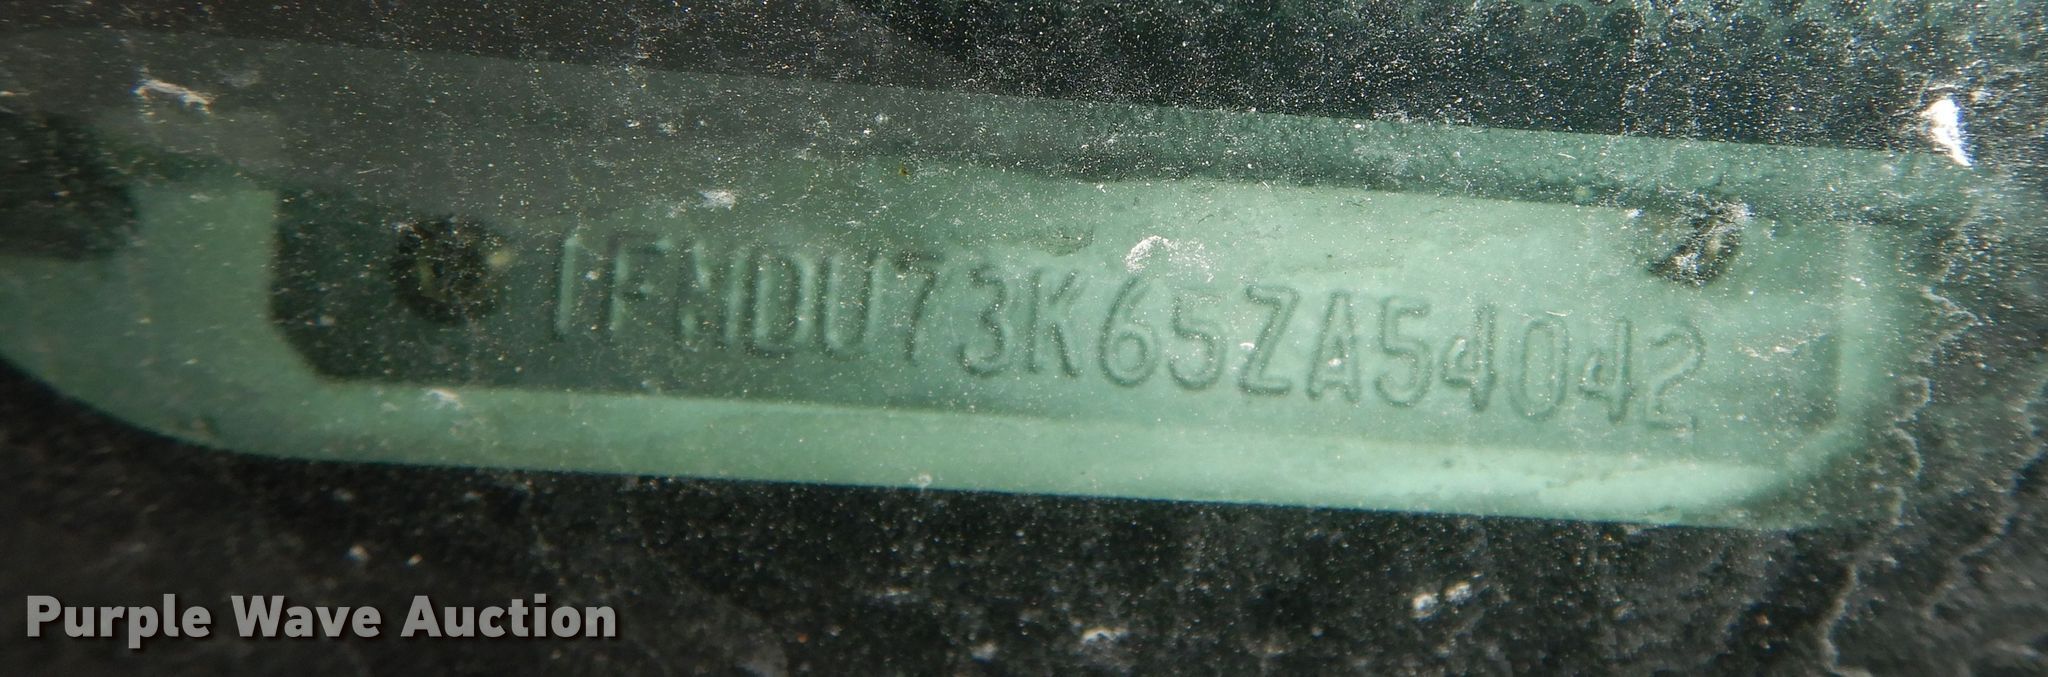 1FMDU73K65ZA54042
Purple Wave Auction